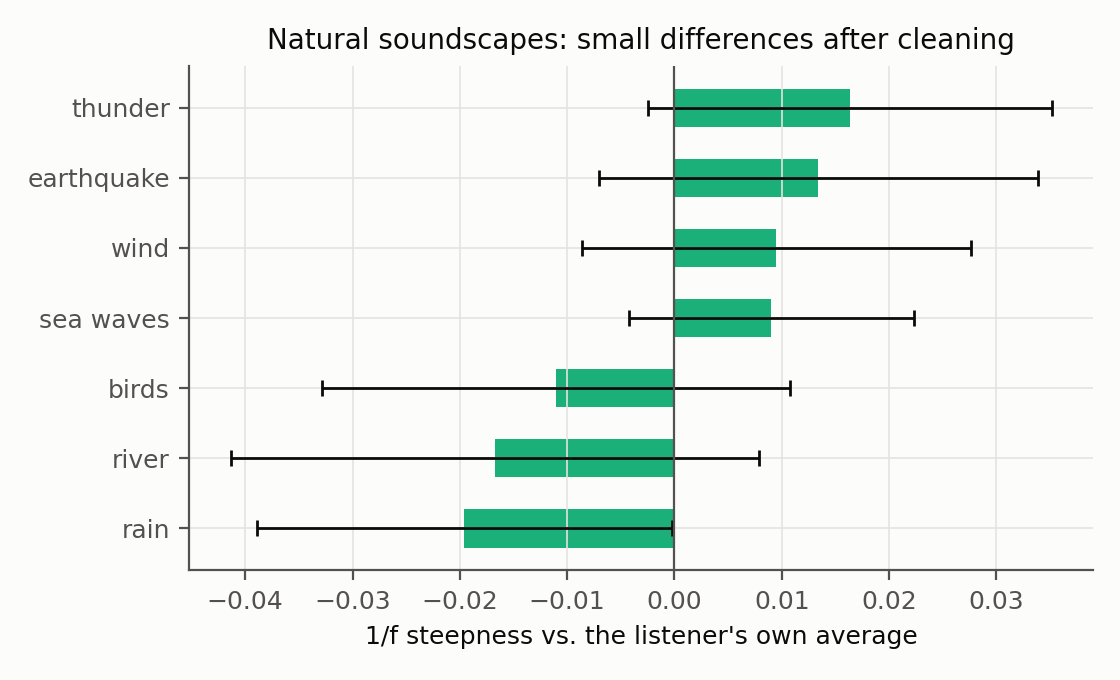 Natural soundscapes: small differences after cleaning
thunder
earthquake
wind
sea waves
birds
river
rain
−0.04 −0.03 −0.02 −0.01 0.00 0.01 0.02 0.03
1/f steepness vs. the listener's own average